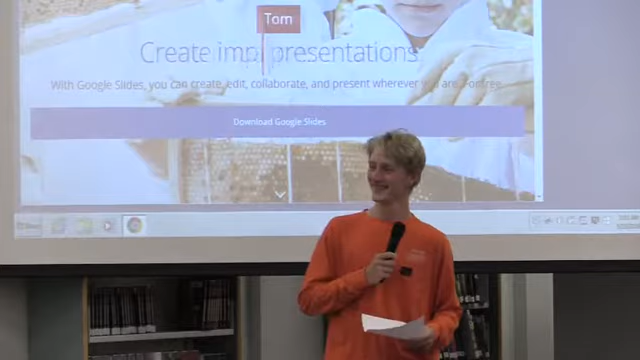 Tom
Create presentations
With Google Slides, you can create, edit, collaborate, and present wherever you are. For free.
Download Google Slides